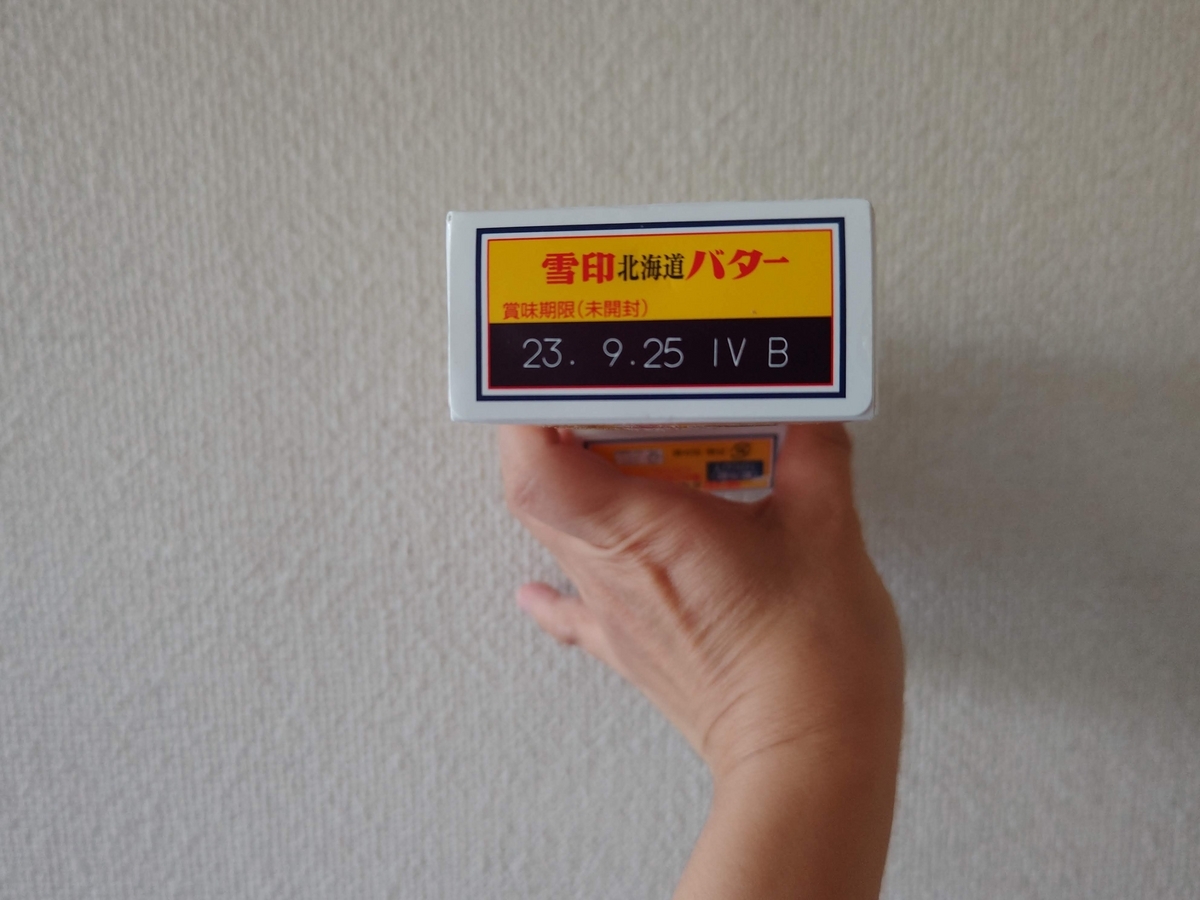 雪印北海道バター
賞味期限(未開封)
23. 9.25 IV B